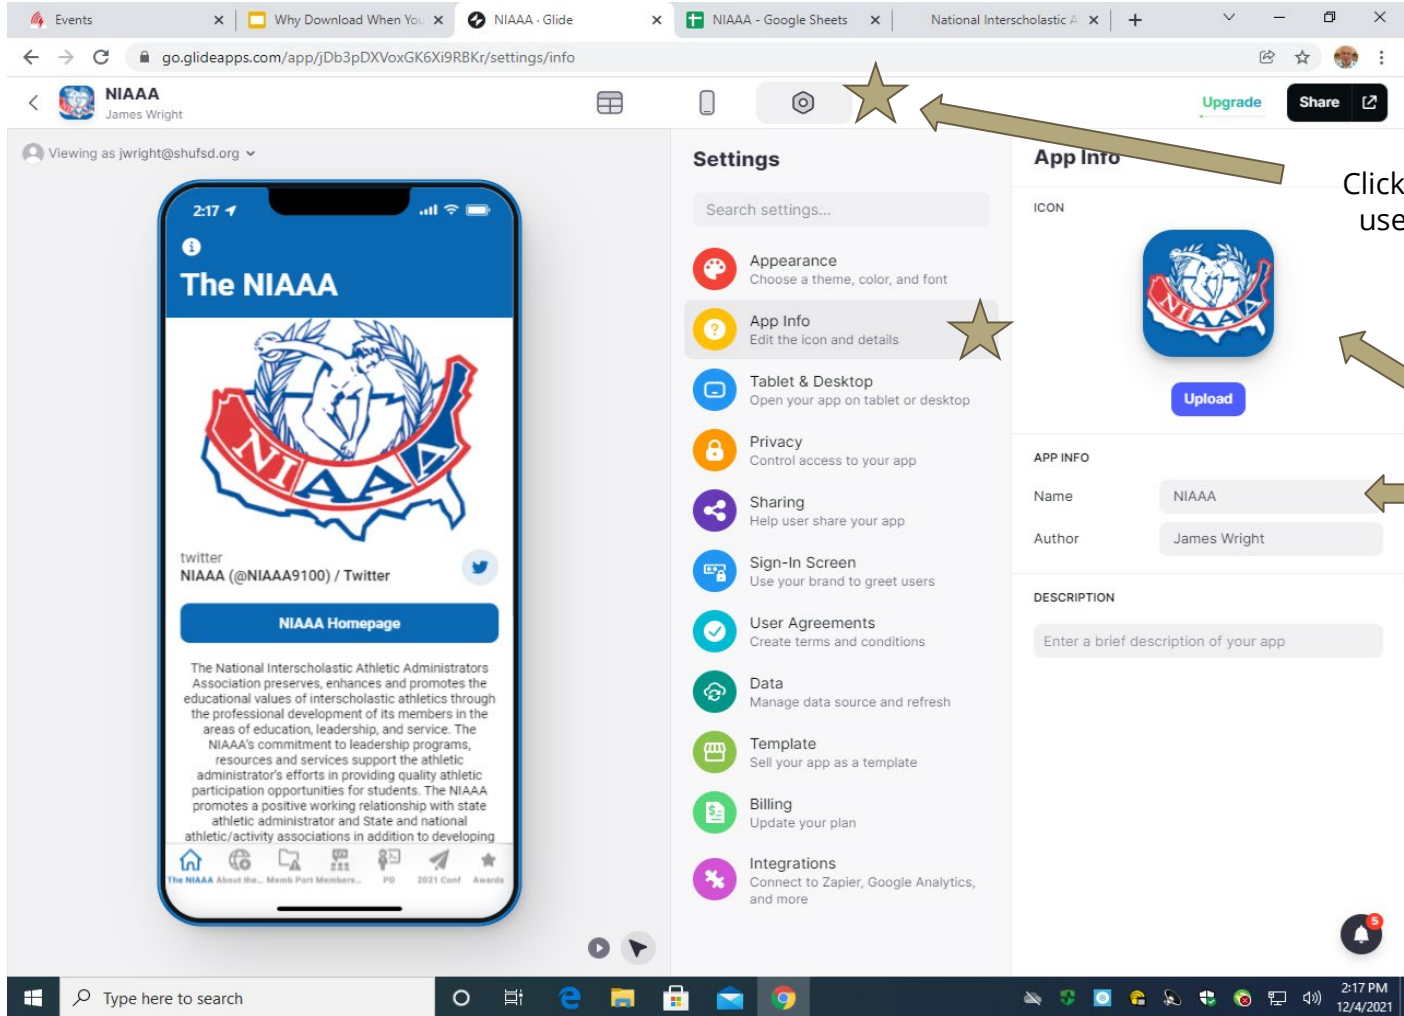 Events
Why Download When You
NIAAA · Glide
NIAAA - Google Sheets
National Interscholastic A
go.glideapps.com/app/jDb3pDXVoxGK6Xi9RBKr/settings/info
NIAAA
James Wright
Upgrade
Share
Viewing as jwright@shufsd.org
2:17
The NIAAA
NIAAA
twitter
NIAAA (@NIAAA9100) / Twitter
NIAAA Homepage
The National Interscholastic Athletic Administrators
Association preserves, enhances and promotes the
educational values of interscholastic athletics through
the professional development of its members in the
areas of education, leadership, and service. The
NIAAA's commitment to leadership programs,
resources and services support the athletic
administrator's efforts in providing quality athletic
participation opportunities for students. The NIAAA
promotes a positive working relationship with state
athletic administrator and State and national
athletic/activity associations in addition to developing
The NIAAA About the... Memb Port Members... PD 2021 Conf Awards
Settings
Search settings...
Appearance
Choose a theme, color, and font
App Info
Edit the icon and details
Tablet & Desktop
Open your app on tablet or desktop
Privacy
Control access to your app
Sharing
Help user share your app
Sign-In Screen
Use your brand to greet users
User Agreements
Create terms and conditions
Data
Manage data source and refresh
Template
Sell your app as a template
Billing
Update your plan
Integrations
Connect to Zapier, Google Analytics,
and more
App Info
Click
use
ICON
NIAAA
Upload
APP INFO
Name NIAAA
Author James Wright
DESCRIPTION
Enter a brief description of your app
5
Type here to search
2:17 PM
12/4/2021